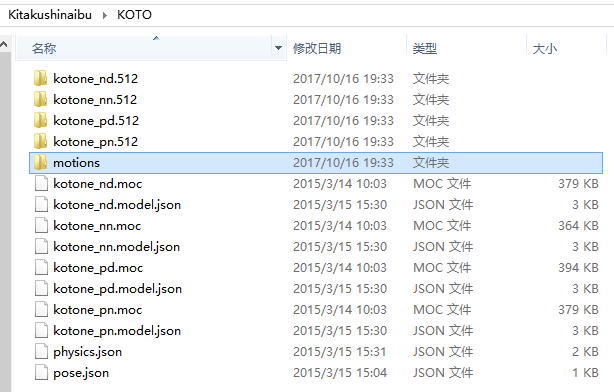 Kitakushinaibu ▸ KOTO
名称 修改日期 类型 大小
kotone_nd.512 2017/10/16 19:33 文件夹
kotone_nn.512 2017/10/16 19:33 文件夹
kotone_pd.512 2017/10/16 19:33 文件夹
kotone_pn.512 2017/10/16 19:33 文件夹
motions 2017/10/16 19:33 文件夹
kotone_nd.moc 2015/3/14 10:03 MOC 文件 379 KB
kotone_nd.model.json 2015/3/15 15:30 JSON 文件 3 KB
kotone_nn.moc 2015/3/14 10:03 MOC 文件 364 KB
kotone_nn.model.json 2015/3/15 15:30 JSON 文件 3 KB
kotone_pd.moc 2015/3/14 10:03 MOC 文件 394 KB
kotone_pd.model.json 2015/3/15 15:30 JSON 文件 3 KB
kotone_pn.moc 2015/3/14 10:03 MOC 文件 379 KB
kotone_pn.model.json 2015/3/15 15:30 JSON 文件 3 KB
physics.json 2015/3/15 15:31 JSON 文件 2 KB
pose.json 2015/3/15 15:04 JSON 文件 1 KB